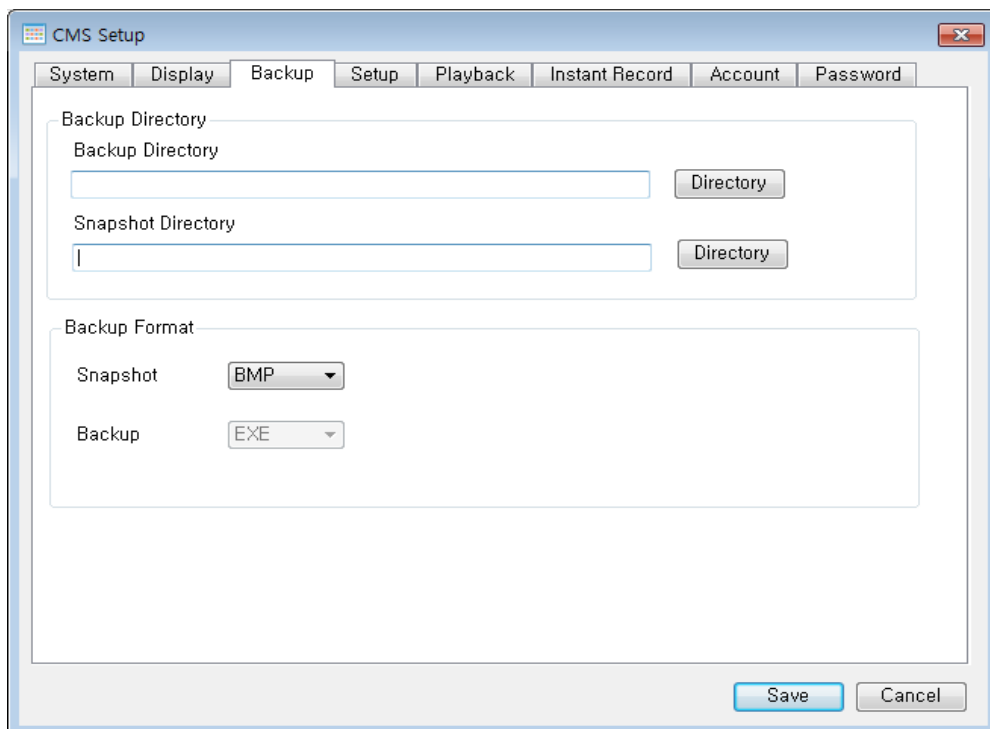 CMS Setup
System Display Backup Setup Playback Instant Record Account Password
Backup Directory
Backup Directory
Directory
Snapshot Directory
Directory
Backup Format
Snapshot BMP
Backup EXE
Save Cancel